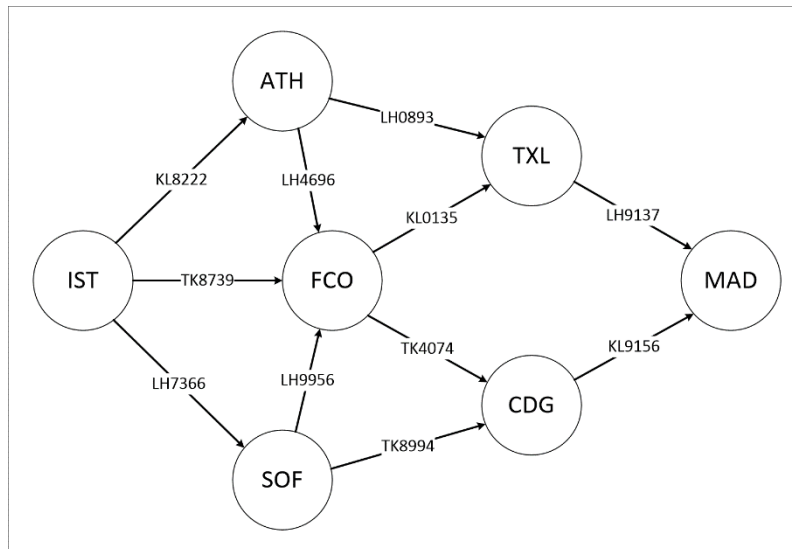 ATH
LH0893
TXL
KL8222
LH4696
KL0135
LH9137
IST
TK8739
FCO
MAD
TK4074
KL9156
LH7366
LH9956
CDG
TK8994
SOF